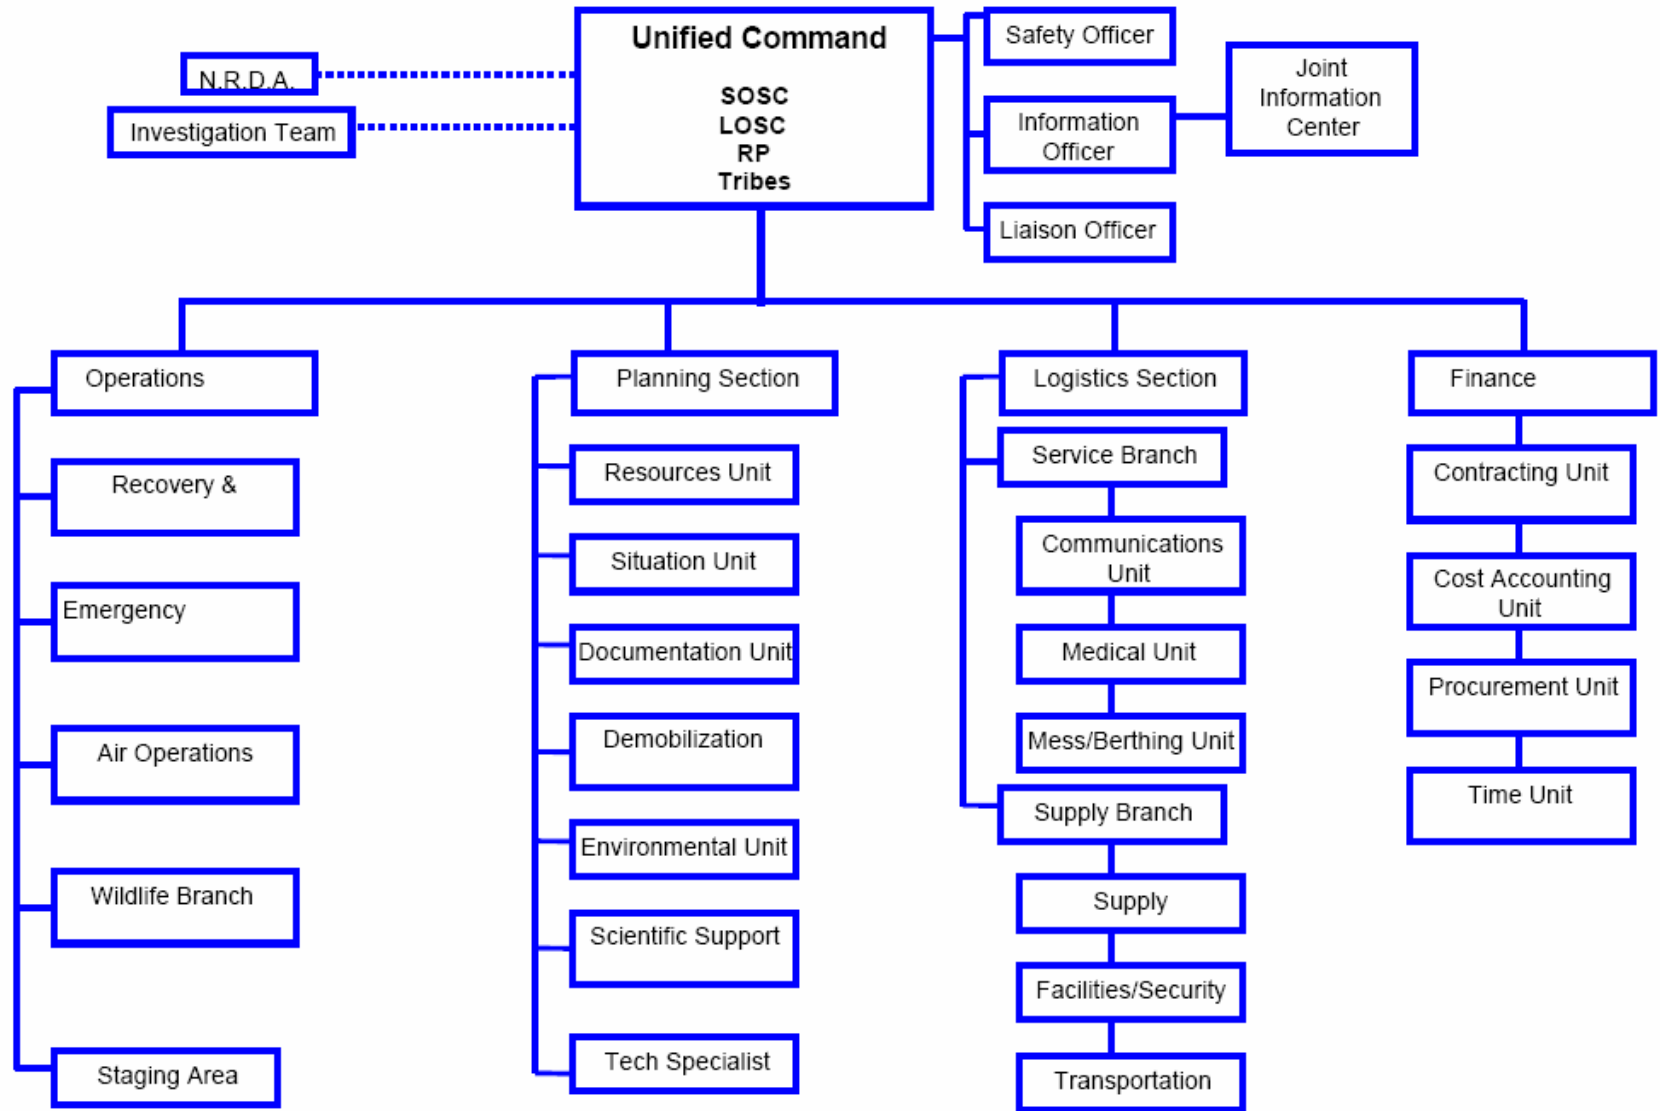 Unified Command
SOSC
LOSC
RP
Tribes
N.R.D.A.
Investigation Team
Safety Officer
Information
Officer
Liaison Officer
Joint
Information
Center
Operations
Recovery &
Emergency
Air Operations
Wildlife Branch
Staging Area
Planning Section
Resources Unit
Situation Unit
Documentation Unit
Demobilization
Environmental Unit
Scientific Support
Tech Specialist
Logistics Section
Service Branch
Communications
Unit
Medical Unit
Mess/Berthing Unit
Supply Branch
Supply
Facilities/Security
Transportation
Finance
Contracting Unit
Cost Accounting
Unit
Procurement Unit
Time Unit